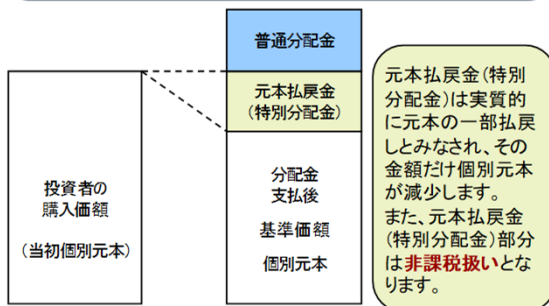 普通分配金
元本払戻金
(特別分配金)
投資者の
購入価額
(当初個別元本)
分配金
支払後
基準価額
個別元本
元本払戻金(特別
分配金)は実質的
に元本の一部払戻
しとみなされ、その
金額だけ個別元本
が減少します。
また、元本払戻金
(特別分配金)部分
は非課税扱いとな
ります。